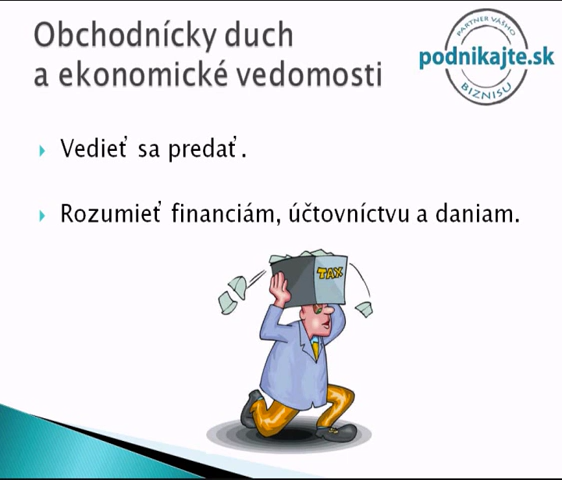 Obchodnícky duch
a ekonomické vedomosti
PARTNER VÁŠHO
podnikajte.sk
BIZNISU
Vedieť sa predať.
Rozumieť financiám, účtovníctvu a daniam.
TAX